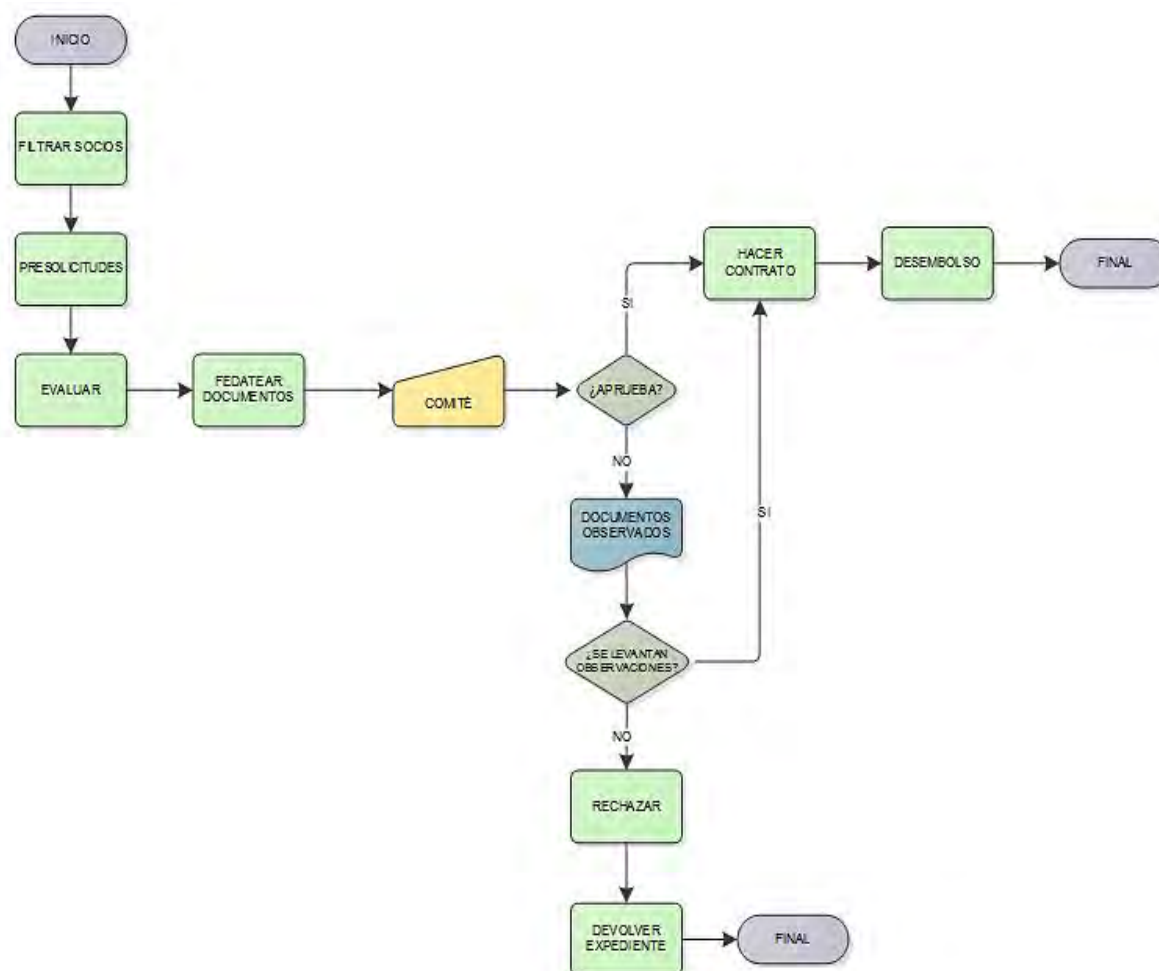 INICIO
FILTRAR SOCIOS
PRESOLICITUDES
EVALUAR
FEDATEAR
DOCUMENTOS
COMITÉ
¿APRUEBA?
SI
HACER
CONTRATO
DESEMBOLSO
FINAL
NO
DOCUMENTOS
OBSERVADOS
¿SE LEVANTAN
OBSERVACIONES?
SI
NO
RECHAZAR
DEVOLVER
EXPEDIENTE
FINAL